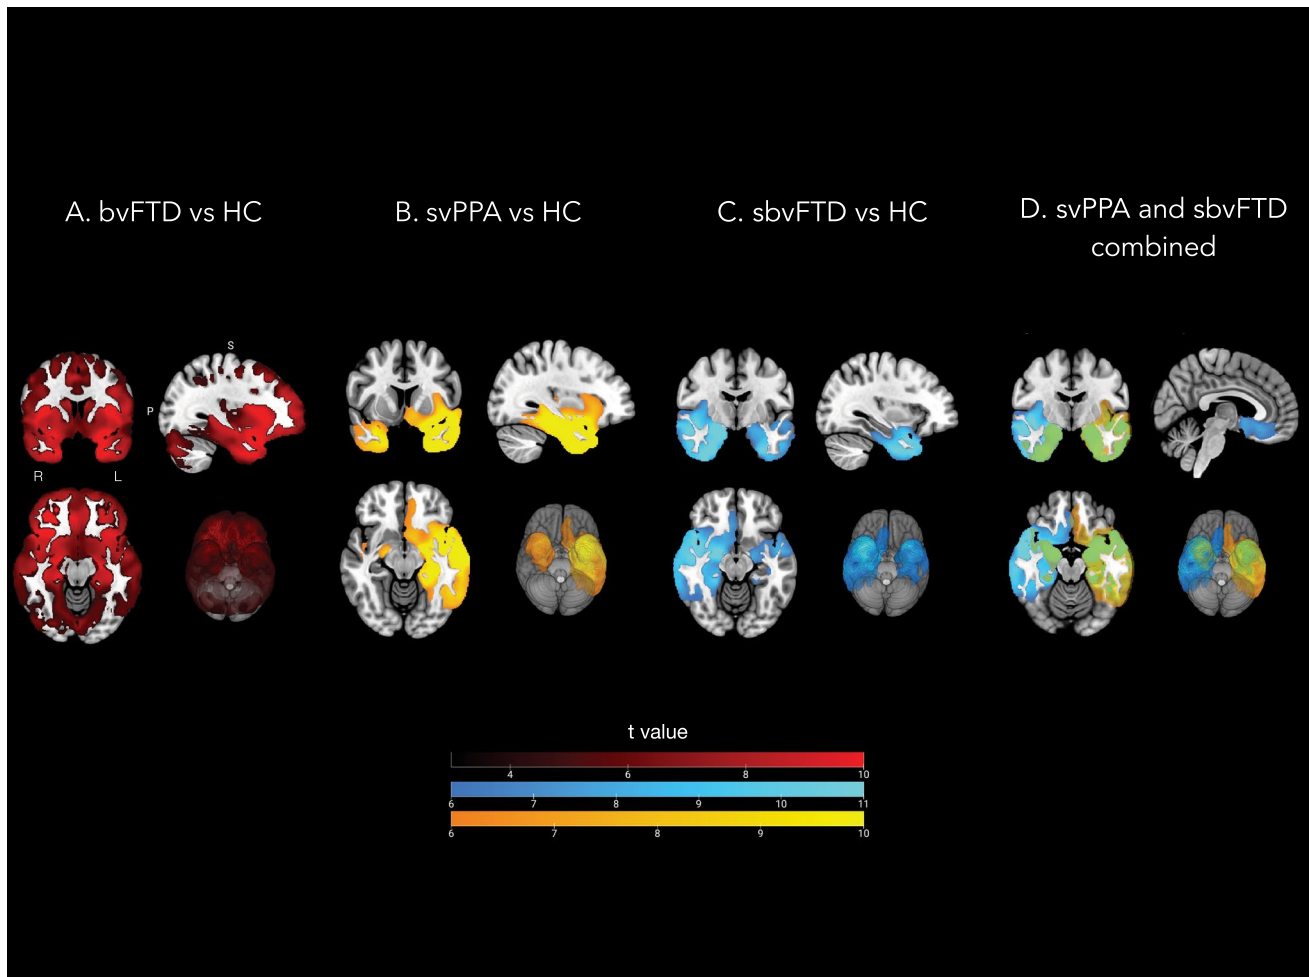 A. bvFTD vs HC
B. svPPA vs HC
C. sbvFTD vs HC
D. svPPA and sbvFTD
combined
S
P
R L
t value
4 6 8 10
6 7 8 9 10 11
6 7 8 9 10